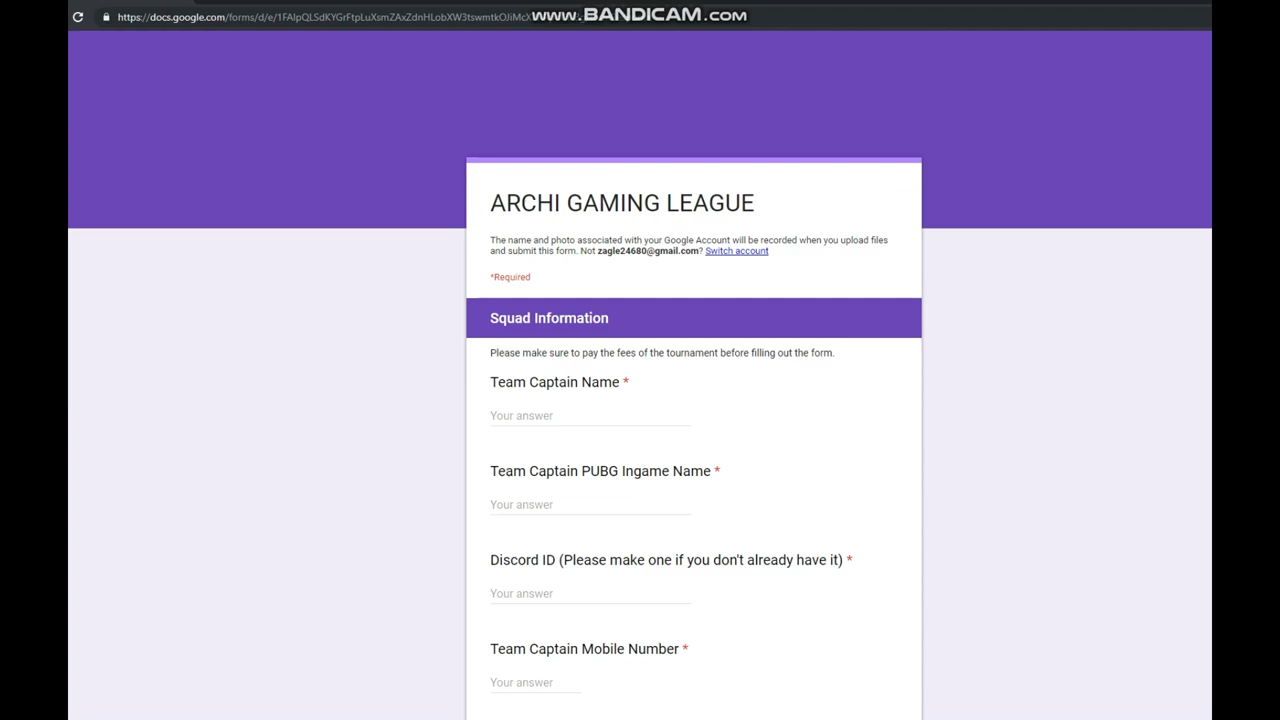 https://docs.google.com/forms/d/e/1FAIpQLSdKYGrFtpLuXsmZAxZdnHLobXW3tswmtkOJiMcX
www.BANDICAM.com
ARCHI GAMING LEAGUE
The name and photo associated with your Google Account will be recorded when you upload files
and submit this form. Not zagle24680@gmail.com? Switch account
*Required
Squad Information
Please make sure to pay the fees of the tournament before filling out the form.
Team Captain Name *
Your answer
Team Captain PUBG Ingame Name *
Your answer
Discord ID (Please make one if you don't already have it) *
Your answer
Team Captain Mobile Number *
Your answer